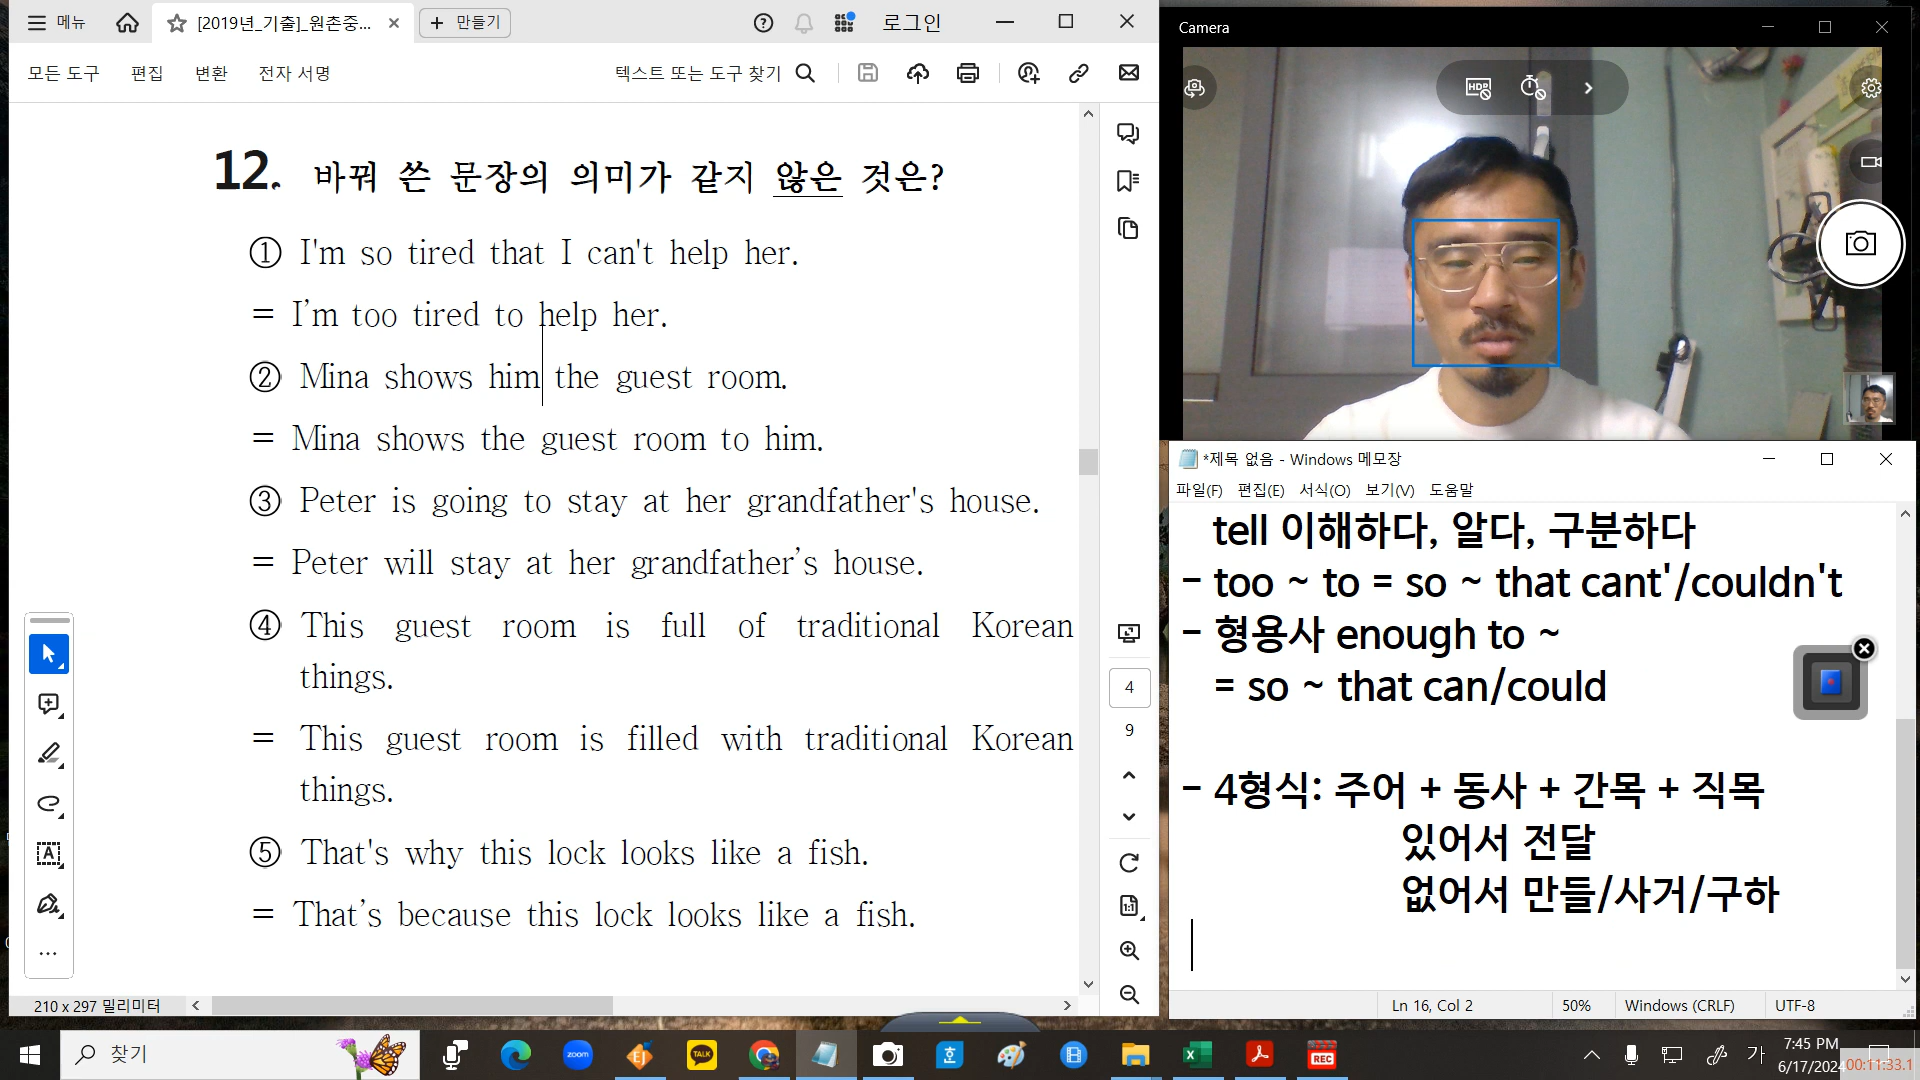 메뉴
[2019년_기출]_원촌중...
만들기
로그인
모든 도구 편집 변환 전자 서명
텍스트 또는 도구 찾기
12. 바꿔 쓴 문장의 의미가 같지 않은 것은?
① I'm so tired that I can't help her.
= I'm too tired to help her.
② Mina shows him the guest room.
= Mina shows the guest room to him.
③ Peter is going to stay at her grandfather's house.
= Peter will stay at her grandfather's house.
④ This guest room is full of traditional Korean
things.
= This guest room is filled with traditional Korean
things.
⑤ That's why this lock looks like a fish.
= That's because this lock looks like a fish.
4
9
210 x 297 밀리미터
Camera
*제목 없음 - Windows 메모장
파일(F) 편집(E) 서식(O) 보기(V) 도움말
tell 이해하다, 알다, 구분하다
- too ~ to = so ~ that cant'/couldn't
- 형용사 enough to ~
= so ~ that can/could
- 4형식: 주어 + 동사 + 간목 + 직목
있어서 전달
없어서 만들/사거/구하
Ln 16, Col 2 50% Windows (CRLF) UTF-8
찾기
zoom
TALK
REC
가
7:45 PM
6/17/2024
00:11:33.1